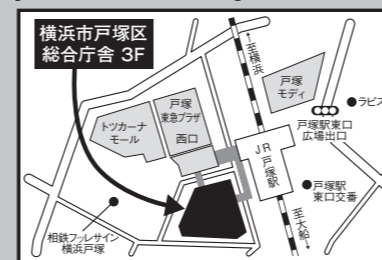 横浜市戸塚区
総合庁舎 3F
←至横浜
戸塚
モディ
ラピス
戸塚駅東口
広場出口
戸塚
東急プラザ
西口
トツカーナ
モール
JR
戸塚駅
戸塚駅
東口交番
至大船→
相鉄フレッサイン
横浜戸塚